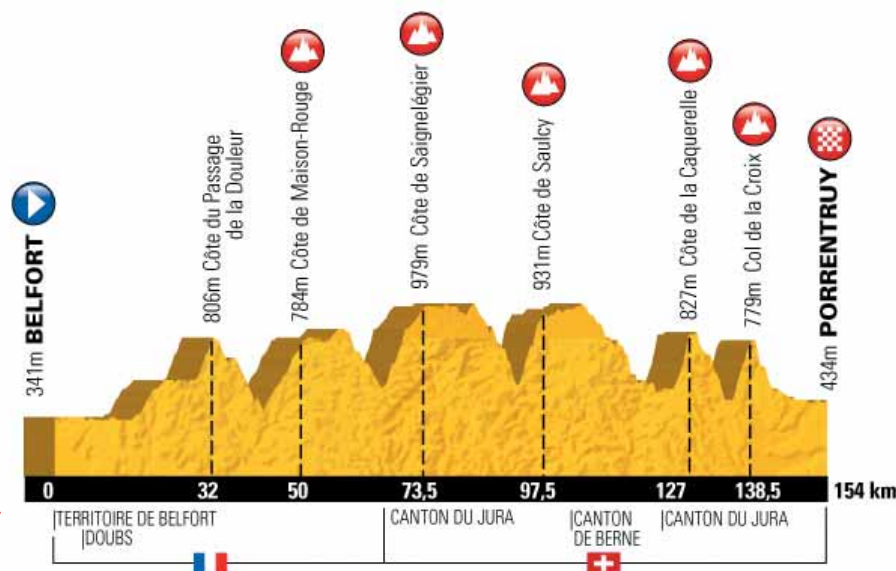 341m BELFORT
806m Côte du Passage
de la Douleur
784m Côte de Maison-Rouge
979m Côte de Saignelégier
931m Côte de Saulcy
827m Côte de la Caquerelle
779m Col de la Croix
434m PORRENTRUY
0 32 50 73,5 97,5 127 138,5 154 km
TERRITOIRE DE BELFORT
DOUBS
CANTON DU JURA
CANTON
DE BERNE
CANTON DU JURA